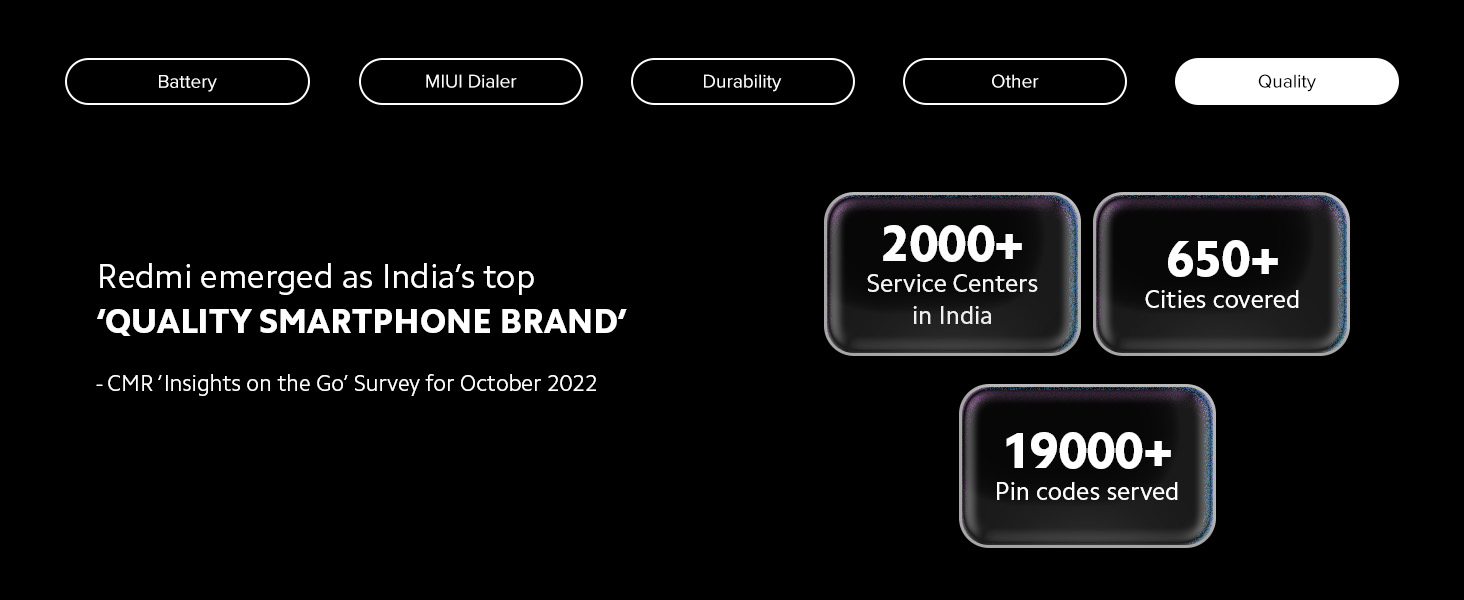 Battery
MIUI Dialer
Durability
Other
Quality
Redmi emerged as India’s top
‘QUALITY SMARTPHONE BRAND’
- CMR ‘Insights on the Go’ Survey for October 2022
2000+
Service Centers
in India
650+
Cities covered
19000+
Pin codes served